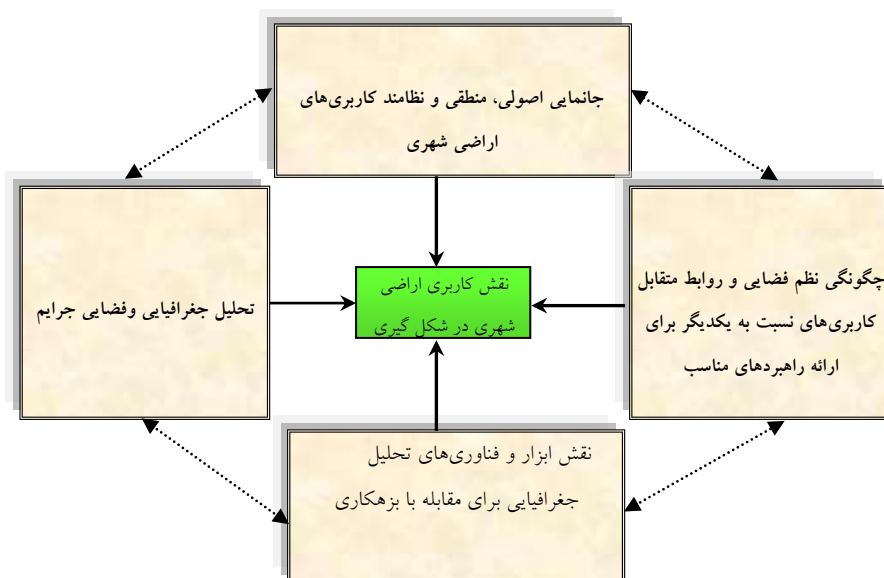 جانمایی اصولی، منطقی و نظامند کاربری‌های
اراضی شهری
چگونگی نظم فضایی و روابط متقابل
کاربری‌های نسبت به یکدیگر برای
ارائه راهبردهای مناسب
نقش کاربری اراضی
شهری در شکل گیری
تحلیل جغرافیایی وفضایی جرایم
نقش ابزار و فناوری‌های تحلیل
جغرافیایی برای مقابله با بزهکاری